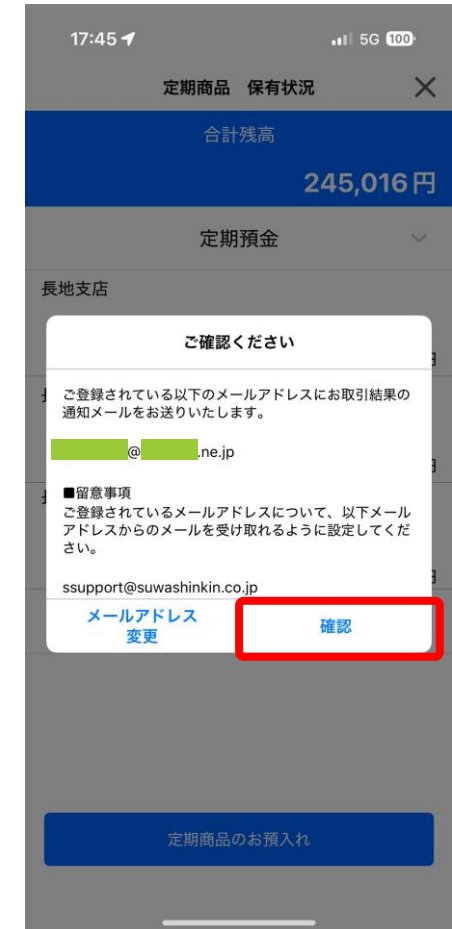 17:45
5G 100
定期商品 保有状況
合計残高
245,016円
定期預金
長地支店
ご確認ください
円
ご登録されている以下のメールアドレスにお取引結果の
通知メールをお送りいたします。
@ .ne.jp
円
■留意事項
ご登録されているメールアドレスについて、以下メール
アドレスからのメールを受け取れるように設定してくだ
さい。
円
ssupport@suwashinkin.co.jp
メールアドレス
変更
確認
定期商品のお預入れ